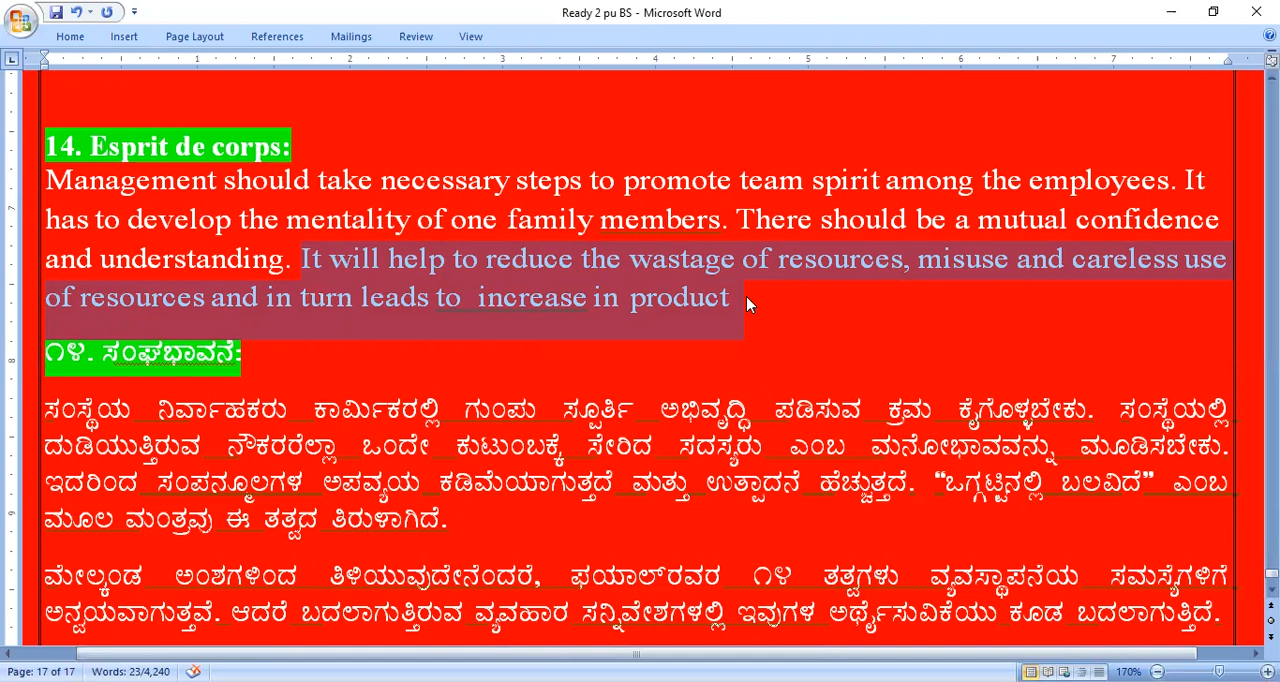 Ready 2 pu BS - Microsoft Word
Home Insert Page Layout References Mailings Review View
1 2 3 4 5 6 7
14. Esprit de corps:
Management should take necessary steps to promote team spirit among the employees. It
has to develop the mentality of one family members. There should be a mutual confidence
and understanding. It will help to reduce the wastage of resources, misuse and careless use
of resources and in turn leads to increase in product
೧೪. ಸಂಘಭಾವನೆ:
ಸಂಸ್ಥೆಯ ನಿರ್ವಾಹಕರು ಕಾರ್ಮಿಕರಲ್ಲಿ ಗುಂಪು ಸ್ಫೂರ್ತಿ ಅಭಿವೃದ್ಧಿ ಪಡಿಸುವ ಕ್ರಮ ಕೈಗೊಳ್ಳಬೇಕು. ಸಂಸ್ಥೆಯಲ್ಲಿ
ದುಡಿಯುತ್ತಿರುವ ನೌಕರರೆಲ್ಲಾ ಒಂದೇ ಕುಟುಂಬಕ್ಕೆ ಸೇರಿದ ಸದಸ್ಯರು ಎಂಬ ಮನೋಭಾವವನ್ನು ಮೂಡಿಸಬೇಕು.
ಇದರಿಂದ ಸಂಪನ್ಮೂಲಗಳ ಅಪವ್ಯಯ ಕಡಿಮೆಯಾಗುತ್ತದೆ ಮತ್ತು ಉತ್ಪಾದನೆ ಹೆಚ್ಚುತ್ತದೆ. “ಒಗ್ಗಟ್ಟಿನಲ್ಲಿ ಬಲವಿದೆ” ಎಂಬ
ಮೂಲ ಮಂತ್ರವು ಈ ತತ್ವದ ತಿರುಳಾಗಿದೆ.
ಮೇಲ್ಕಂಡ ಅಂಶಗಳಿಂದ ತಿಳಿಯುವುದೇನೆಂದರೆ, ಫಯಾಲ್‌ರವರ ೧೪ ತತ್ವಗಳು ವ್ಯವಸ್ಥಾಪನೆಯ ಸಮಸ್ಯೆಗಳಿಗೆ
ಅನ್ವಯವಾಗುತ್ತವೆ. ಆದರೆ ಬದಲಾಗುತ್ತಿರುವ ವ್ಯವಹಾರ ಸನ್ನಿವೇಶಗಳಲ್ಲಿ ಇವುಗಳ ಅರ್ಥೈಸುವಿಕೆಯು ಕೂಡ ಬದಲಾಗುತ್ತಿದೆ.
Page: 17 of 17 Words: 23/4,240 170%